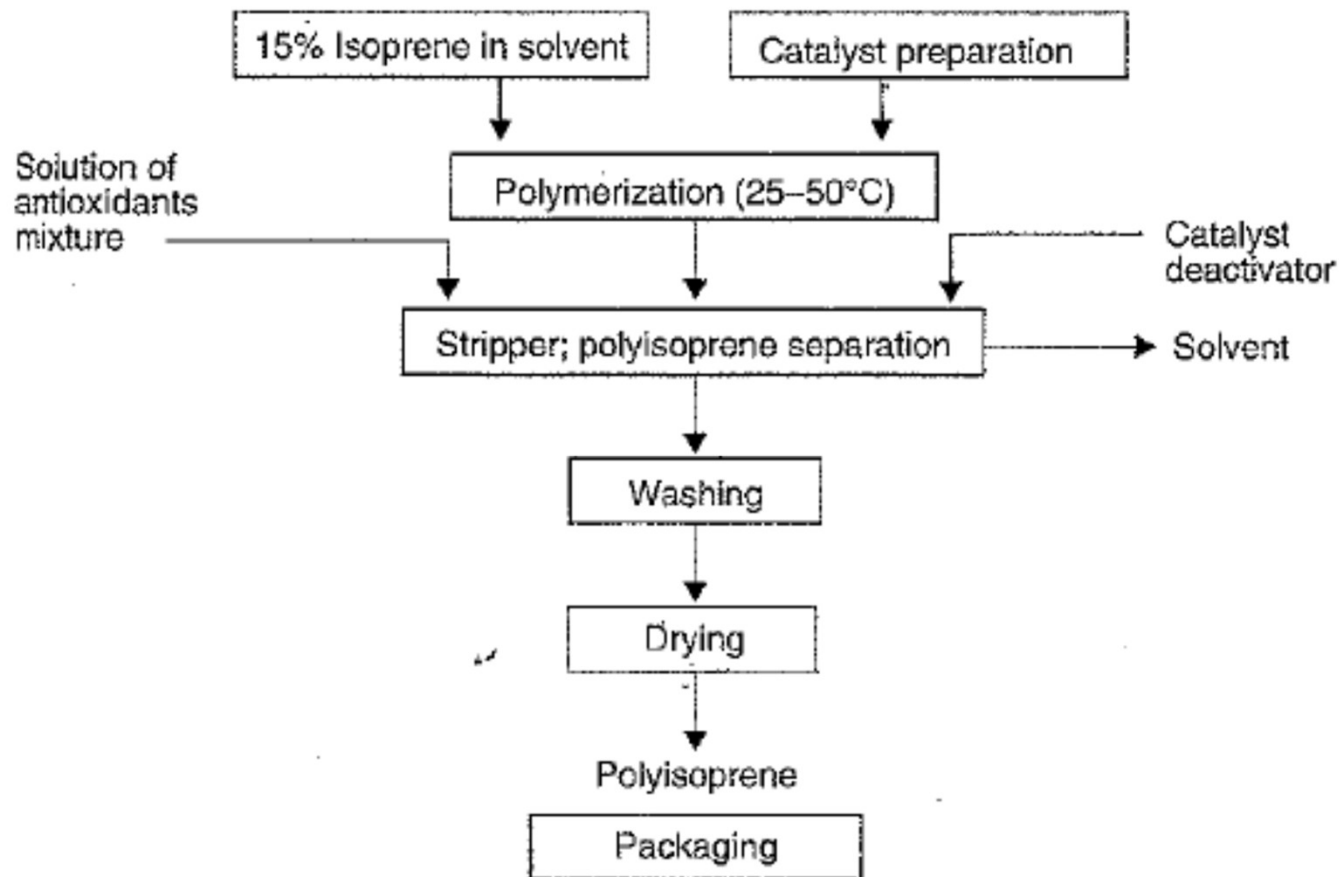 15% Isoprene in solvent
Catalyst preparation
Polymerization (25–50°C)
Solution of
antioxidants
mixture
Catalyst
deactivator
Stripper; polyisoprene separation
Solvent
Washing
Drying
Polyisoprene
Packaging